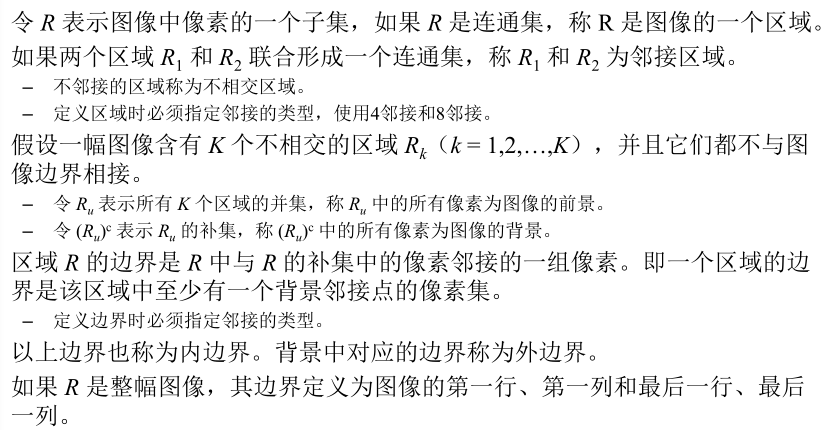 令 R 表示图像中像素的一个子集，如果 R 是连通集，称 R 是图像的一个区域。
如果两个区域 R₁ 和 R₂ 联合形成一个连通集，称 R₁ 和 R₂ 为邻接区域。
– 不邻接的区域称为不相交区域。
– 定义区域时必须指定邻接的类型，使用4邻接和8邻接。
假设一幅图像含有 K 个不相交的区域 Rₖ（k = 1,2,…,K），并且它们都不与图
像边界相接。
– 令 Rᵤ 表示所有 K 个区域的并集，称 Rᵤ 中的所有像素为图像的前景。
– 令 (Rᵤ)ᶜ 表示 Rᵤ 的补集，称 (Rᵤ)ᶜ 中的所有像素为图像的背景。
区域 R 的边界是 R 中与 R 的补集中的像素邻接的一组像素。即一个区域的边
界是该区域中至少有一个背景邻接点的像素集。
– 定义边界时必须指定邻接的类型。
以上边界也称为内边界。背景中对应的边界称为外边界。
如果 R 是整幅图像，其边界定义为图像的第一行、第一列和最后一行、最后
一列。